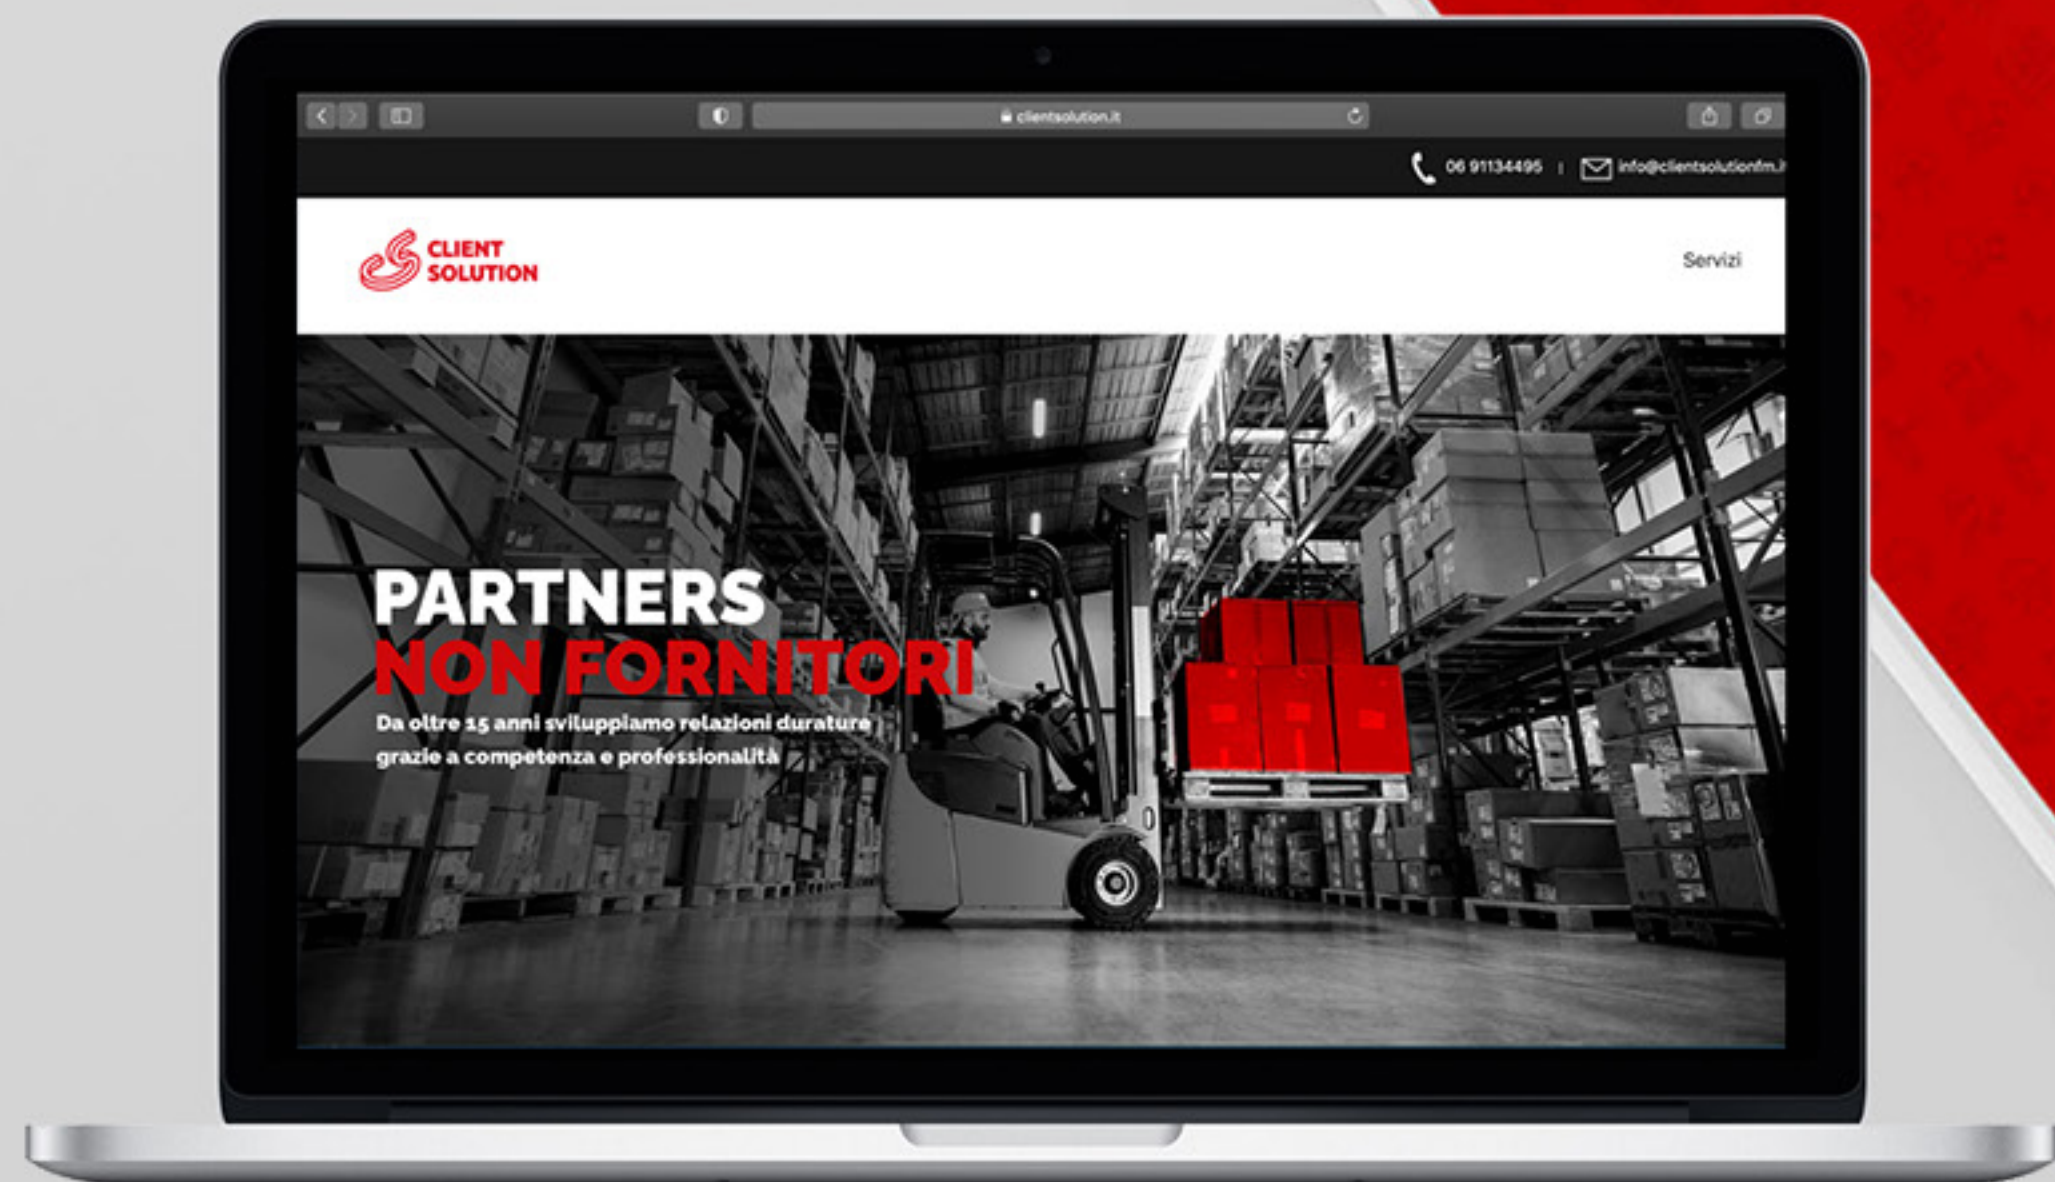 clientsolution.it
06 91134495 | info@clientsolutionfm.it
CLIENT
SOLUTION
Servizi
PARTNERS
NON FORNITORI
Da oltre 15 anni sviluppiamo relazioni durature
grazie a competenza e professionalità